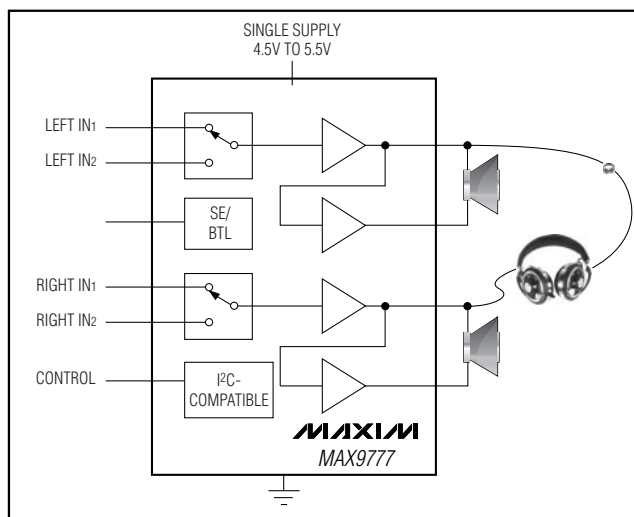 SINGLE SUPPLY
4.5V TO 5.5V
LEFT IN1
LEFT IN2
SE/
BTL
RIGHT IN1
RIGHT IN2
CONTROL
I²C-
COMPATIBLE
MAXIM
MAX9777